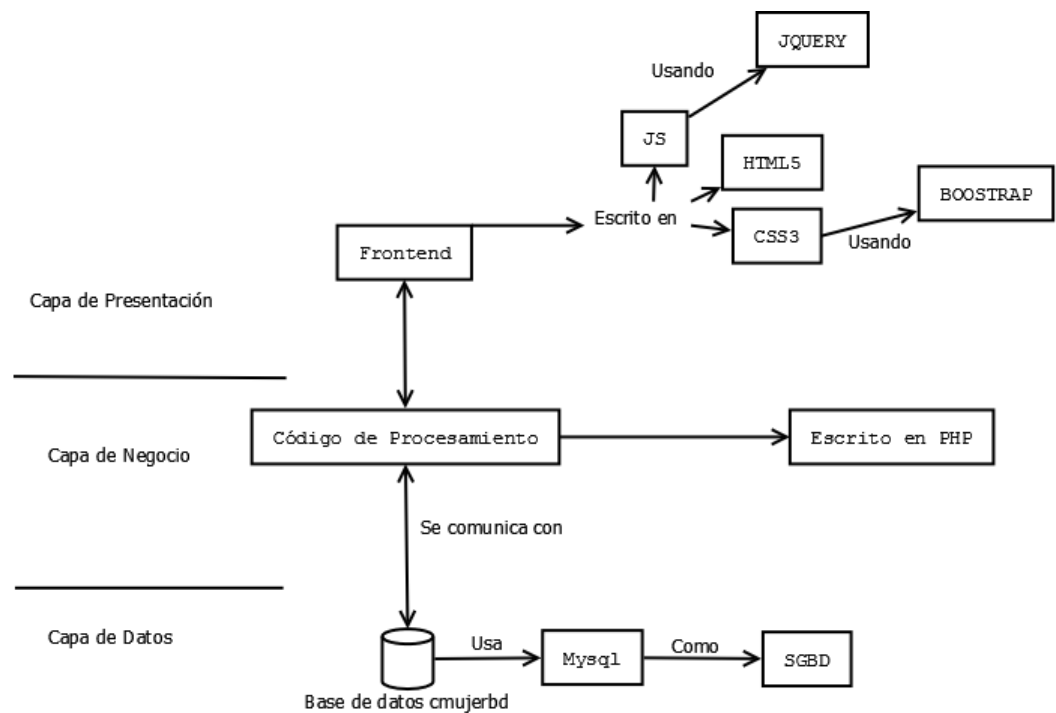 JQUERY
Usando
JS
HTML5
BOOSTRAP
Escrito en
CSS3
Usando
Frontend
Capa de Presentación
Código de Procesamiento
Escrito en PHP
Capa de Negocio
Se comunica con
Capa de Datos
Usa
Mysql
Como
SGBD
Base de datos cmujerbd